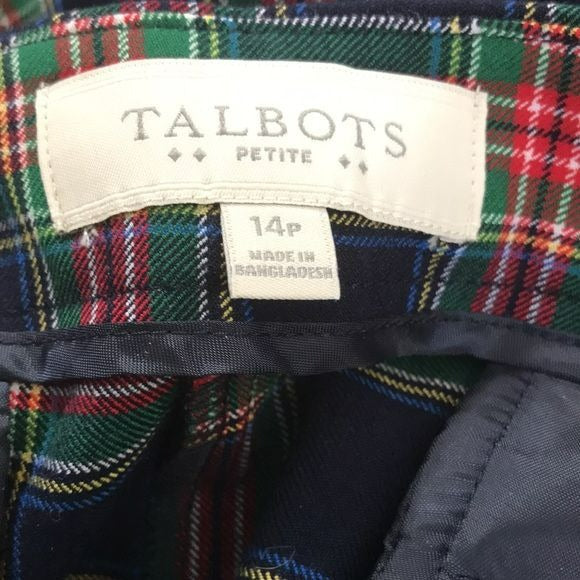 TALBOTS
PETITE
14P
MADE IN
BANGLADESH